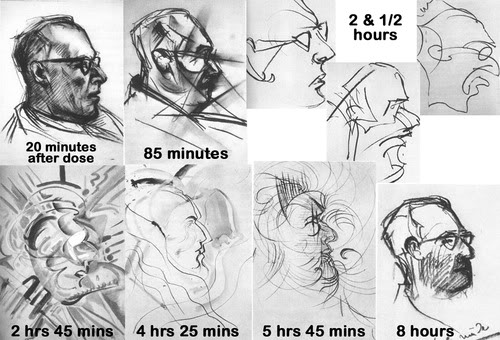 20 minutes
after dose
85 minutes
2 & 1/2
hours
2 hrs 45 mins
4 hrs 25 mins
5 hrs 45 mins
8 hours